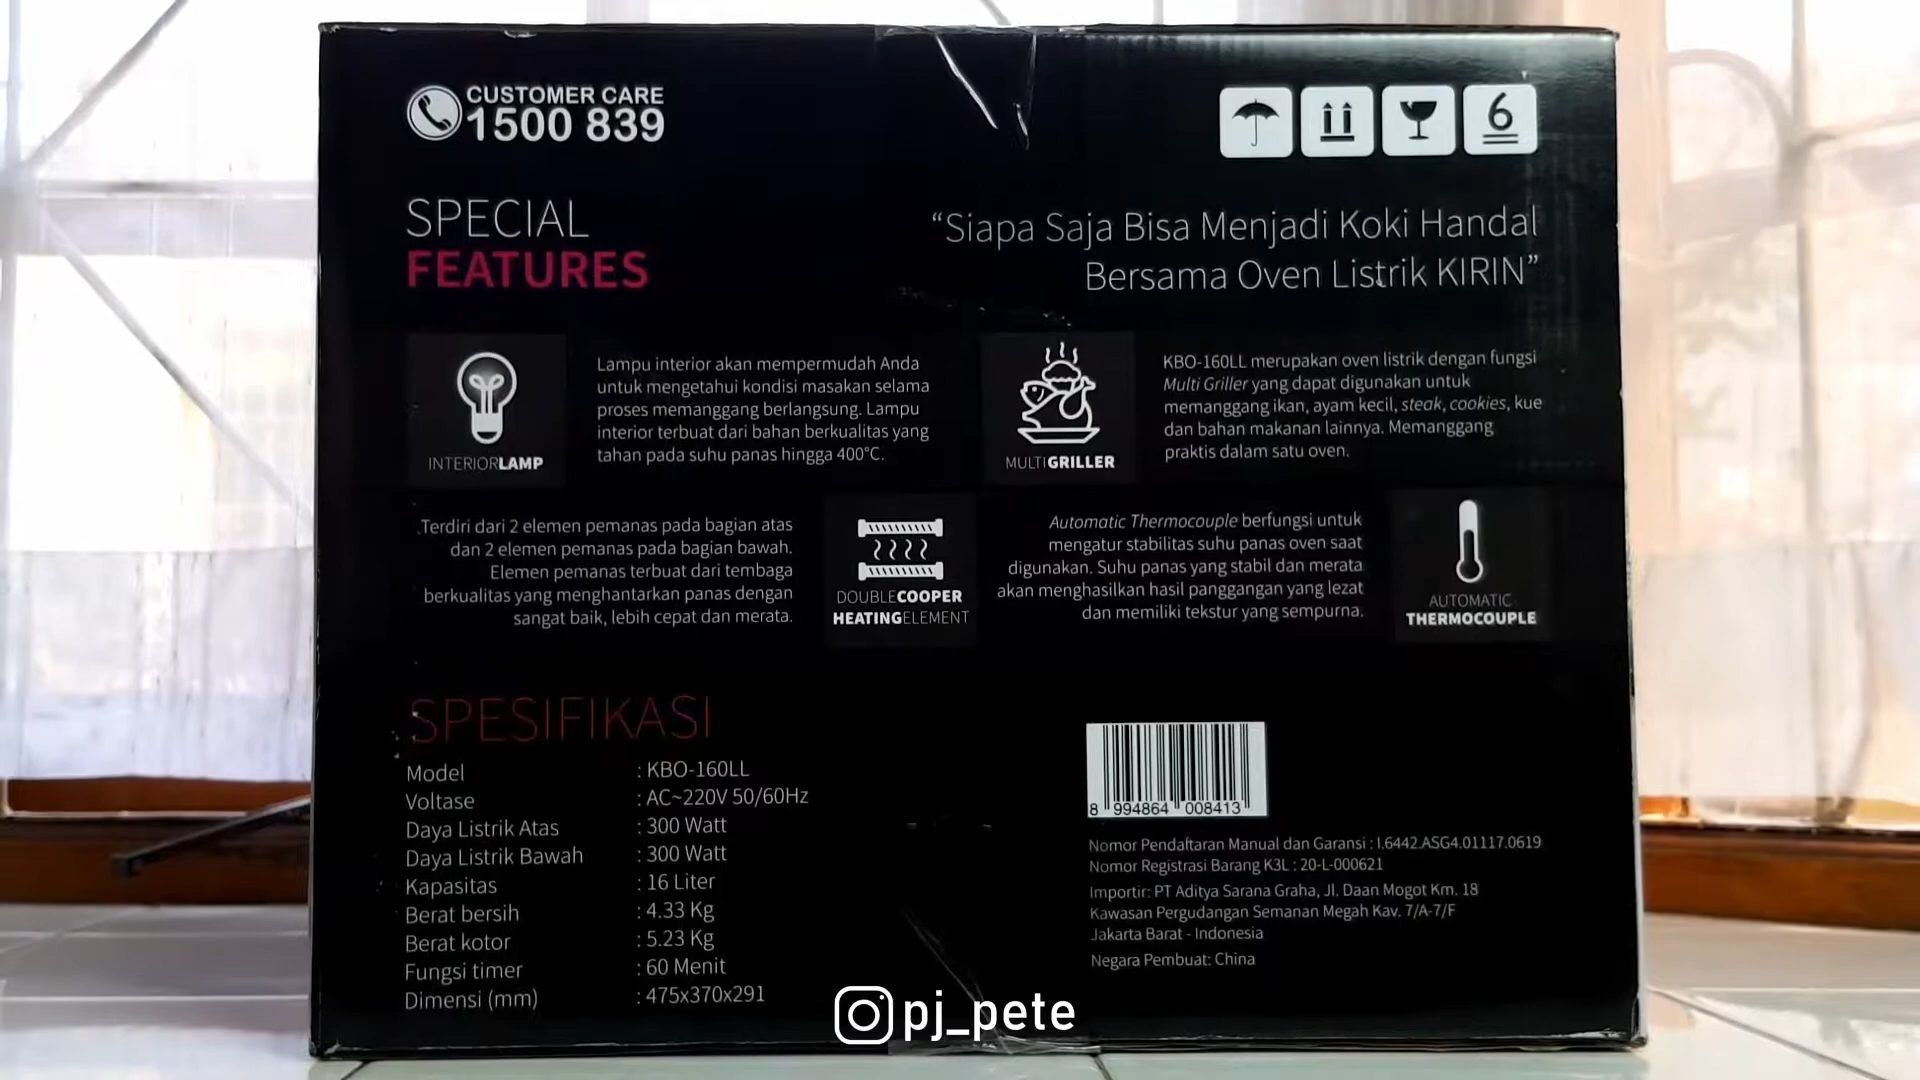 CUSTOMER CARE
1500 839
6
SPECIAL
FEATURES
“Siapa Saja Bisa Menjadi Koki Handal
Bersama Oven Listrik KIRIN”
INTERIORLAMP
Lampu interior akan mempermudah Anda
untuk mengetahui kondisi masakan selama
proses memanggang berlangsung. Lampu
interior terbuat dari bahan berkualitas yang
tahan pada suhu panas hingga 400°C.
MULTIGRILLER
KBO-160LL merupakan oven listrik dengan fungsi
Multi Griller yang dapat digunakan untuk
memanggang ikan, ayam kecil, steak, cookies, kue
dan bahan makanan lainnya. Memanggang
praktis dalam satu oven.
Terdiri dari 2 elemen pemanas pada bagian atas
dan 2 elemen pemanas pada bagian bawah.
Elemen pemanas terbuat dari tembaga
berkualitas yang menghantarkan panas dengan
sangat baik, lebih cepat dan merata.
DOUBLECOOPER
HEATINGELEMENT
Automatic Thermocouple berfungsi untuk
mengatur stabilitas suhu panas oven saat
digunakan. Suhu panas yang stabil dan merata
akan menghasilkan hasil panggangan yang lezat
dan memiliki tekstur yang sempurna.
AUTOMATIC
THERMOCOUPLE
SPESIFIKASI
Model : KBO-160LL
Voltase : AC~220V 50/60Hz
Daya Listrik Atas : 300 Watt
Daya Listrik Bawah : 300 Watt
Kapasitas : 16 Liter
Berat bersih : 4.33 Kg
Berat kotor : 5.23 Kg
Fungsi timer : 60 Menit
Dimensi (mm) : 475x370x291
8 994864 008413
Nomor Pendaftaran Manual dan Garansi : I.6442.ASG4.01117.0619
Nomor Registrasi Barang K3L : 20-L-000621
Importir: PT Aditya Sarana Graha, Jl. Daan Mogot Km. 18
Kawasan Pergudangan Semanan Megah Kav. 7/A-7/F
Jakarta Barat - Indonesia
Negara Pembuat: China
pj_pete